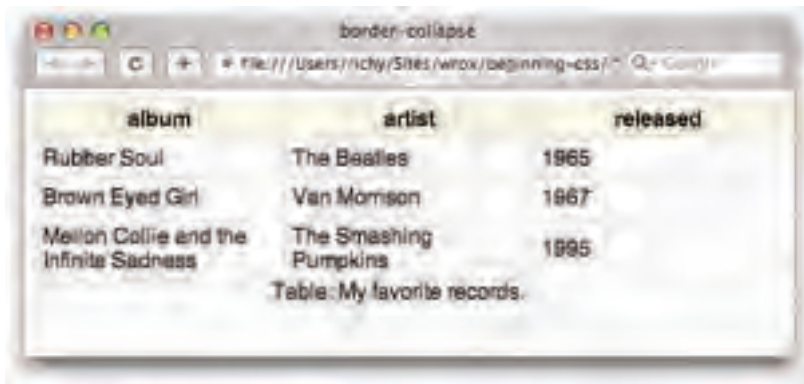 border-collapse
file:///Users/richy/Sites/wrox/beginning-css/
Google
album artist released
Rubber Soul The Beatles 1965
Brown Eyed Girl Van Morrison 1967
Mellon Collie and the Infinite Sadness The Smashing Pumpkins 1995
Table: My favorite records.